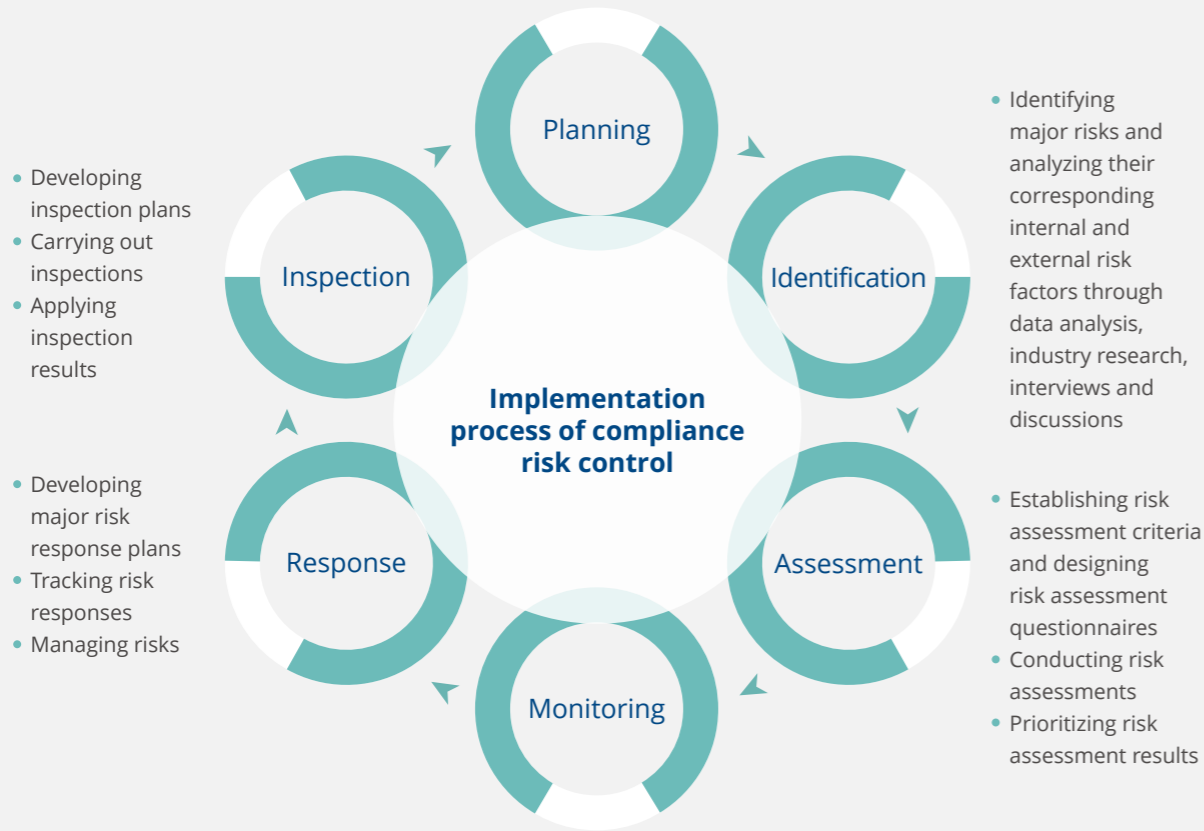 Planning
• Identifying
major risks and
analyzing their
corresponding
internal and
external risk
factors through
data analysis,
industry research,
interviews and
discussions
Identification
• Developing
inspection plans
• Carrying out
inspections
• Applying
inspection
results
Inspection
Implementation
process of compliance
risk control
• Developing
major risk
response plans
• Tracking risk
responses
• Managing risks
Response
Assessment
• Establishing risk
assessment criteria
and designing
risk assessment
questionnaires
• Conducting risk
assessments
• Prioritizing risk
assessment results
Monitoring